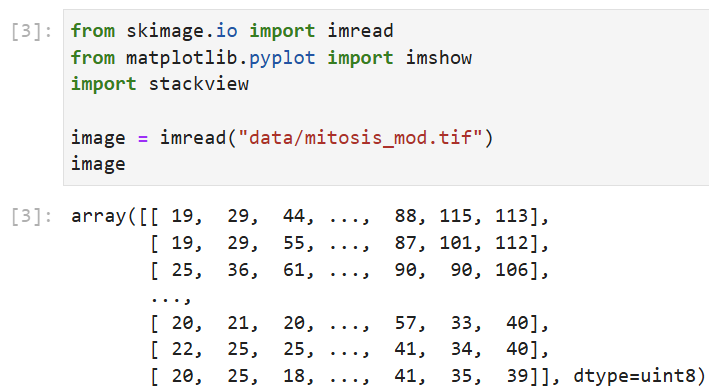 [3]: from skimage.io import imread
from matplotlib.pyplot import imshow
import stackview
image = imread("data/mitosis_mod.tif")
image
[3]: array([[ 19,  29,  44, ...,  88, 115, 113],
[ 19,  29,  55, ...,  87, 101, 112],
[ 25,  36,  61, ...,  90,  90, 106],
...,
[ 20,  21,  20, ...,  57,  33,  40],
[ 22,  25,  25, ...,  41,  34,  40],
[ 20,  25,  18, ...,  41,  35,  39]], dtype=uint8)